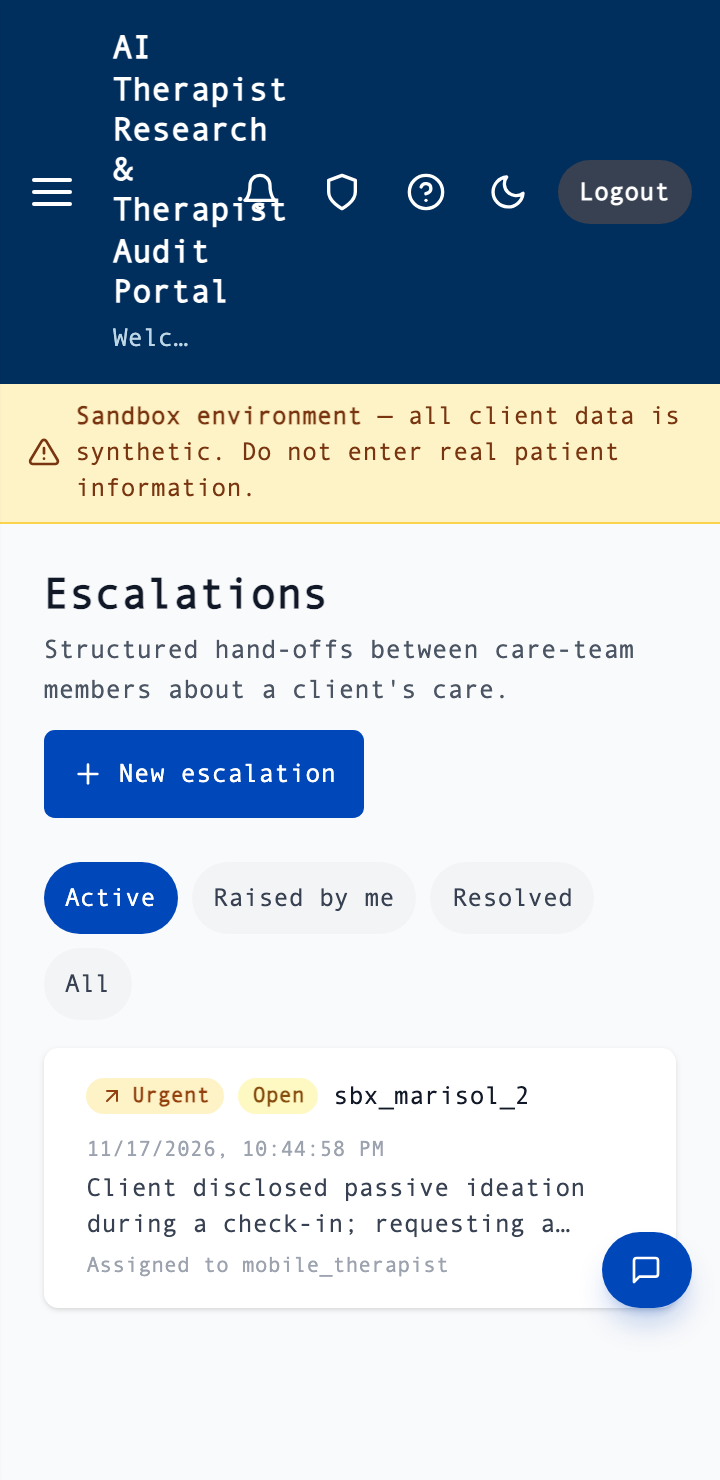 AI
Therapist
Research
&
Therapist
Audit
Portal
Welc…
Logout
Sandbox environment — all client data is
synthetic. Do not enter real patient
information.
Escalations
Structured hand-offs between care-team
members about a client's care.
New escalation
Active
Raised by me
Resolved
All
Urgent Open sbx_marisol_2
11/17/2026, 10:44:58 PM
Client disclosed passive ideation
during a check-in; requesting a…
Assigned to mobile_therapist